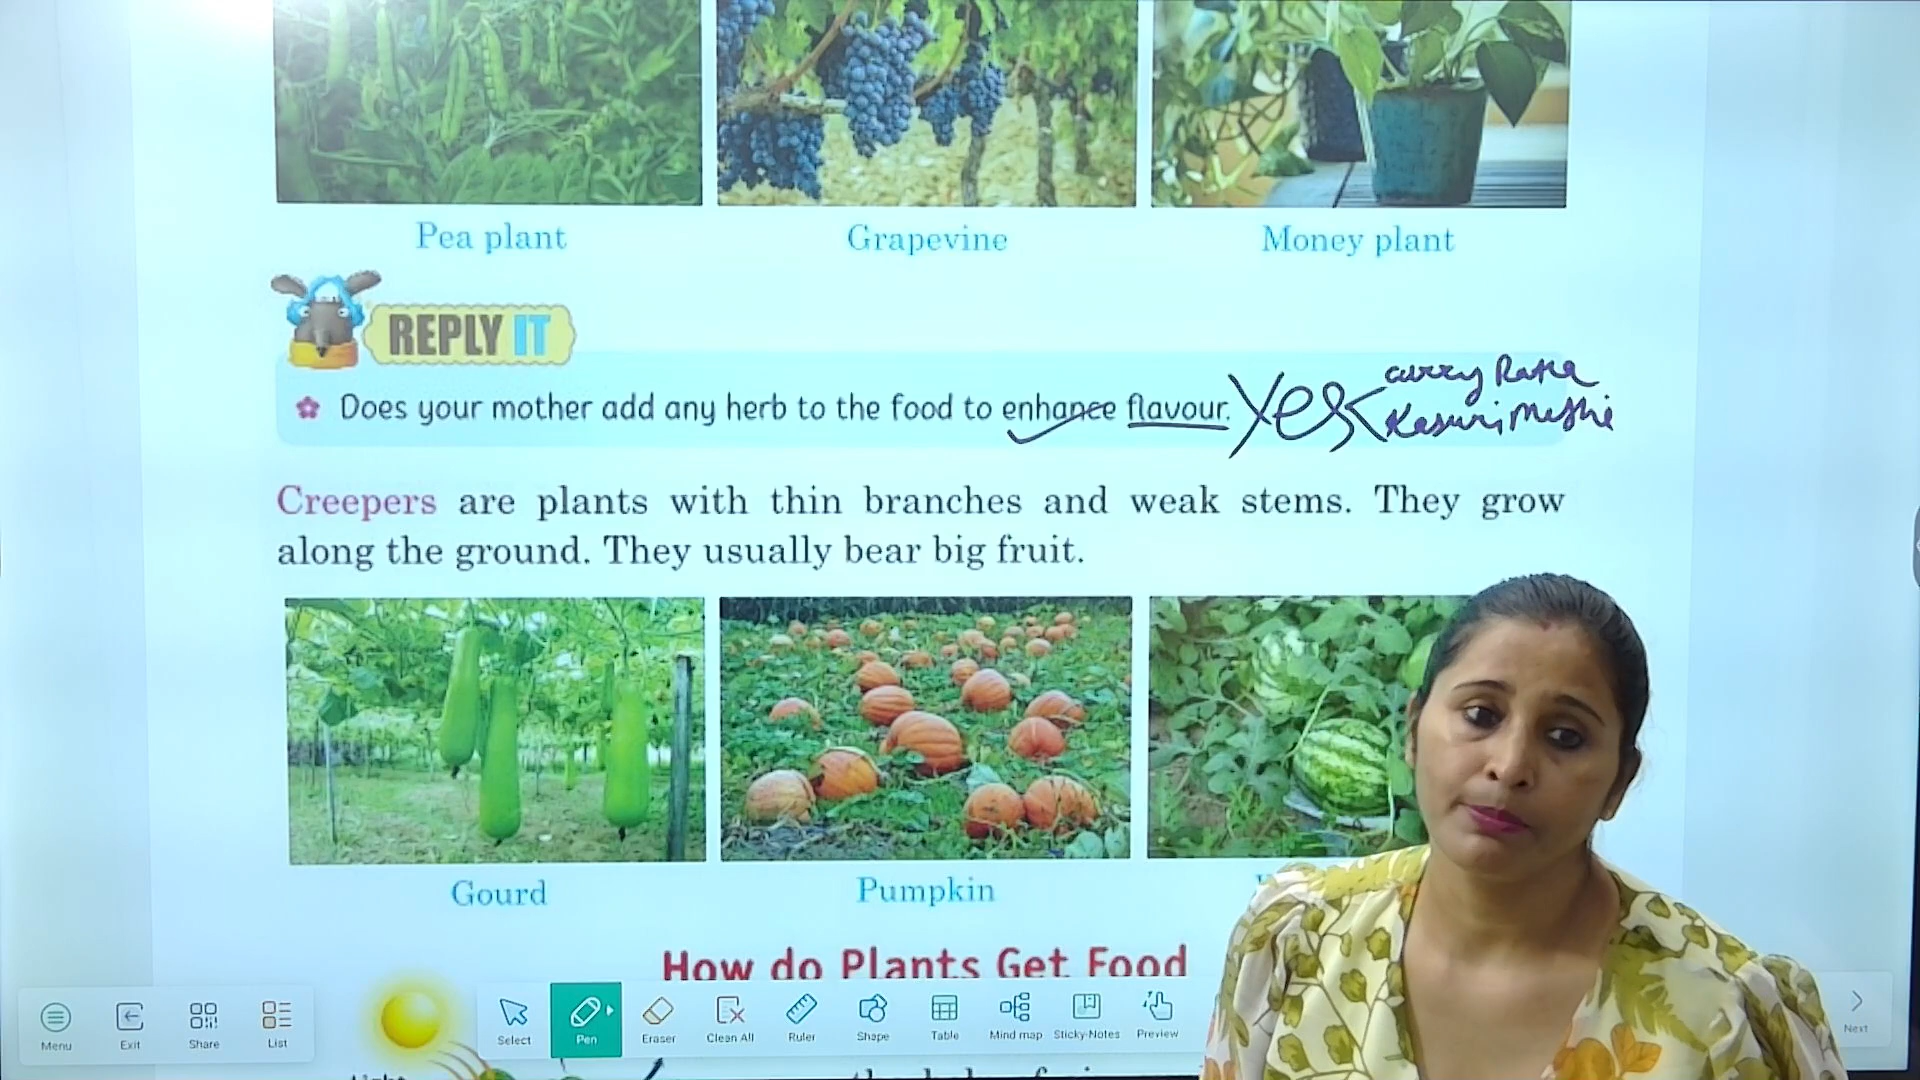 Pea plant
Grapevine
Money plant
REPLY IT
Does your mother add any herb to the food to enhance flavour. Yes
curry Patta
Kasuri Methi
Creepers are plants with thin branches and weak stems. They grow
along the ground. They usually bear big fruit.
Gourd
Pumpkin
How do Plants Get Food
Menu
Exit
Share
List
Select
Pen
Eraser
Clean All
Ruler
Shape
Table
Mind map
Sticky-Notes
Preview
Next